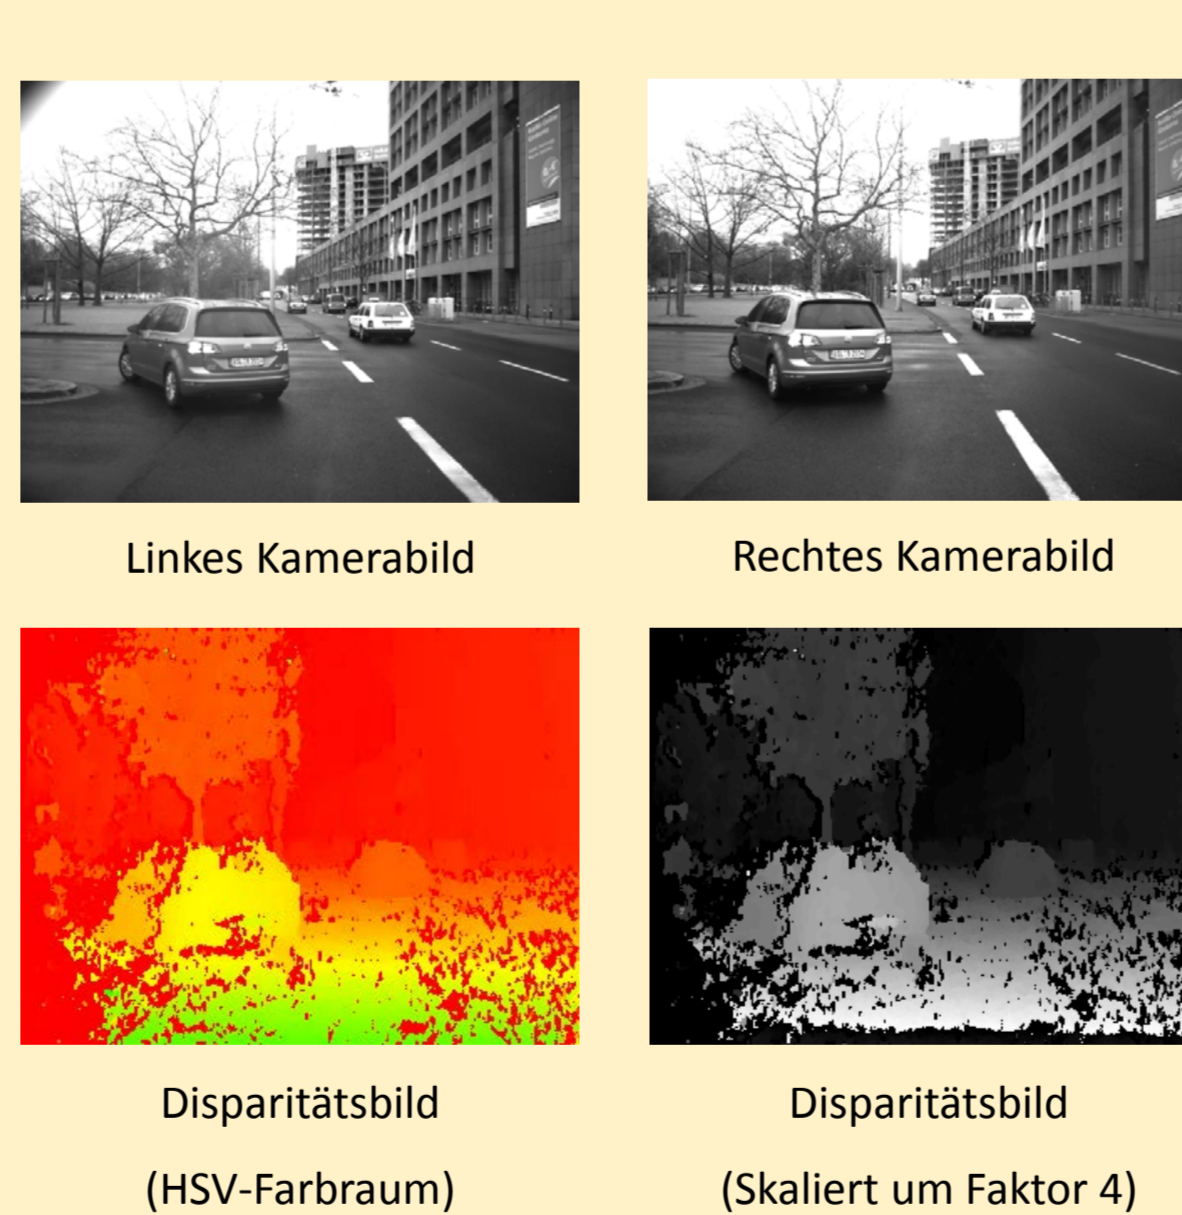 Linkes Kamerabild
Rechtes Kamerabild
Disparitätsbild
(HSV-Farbraum)
Disparitätsbild
(Skaliert um Faktor 4)